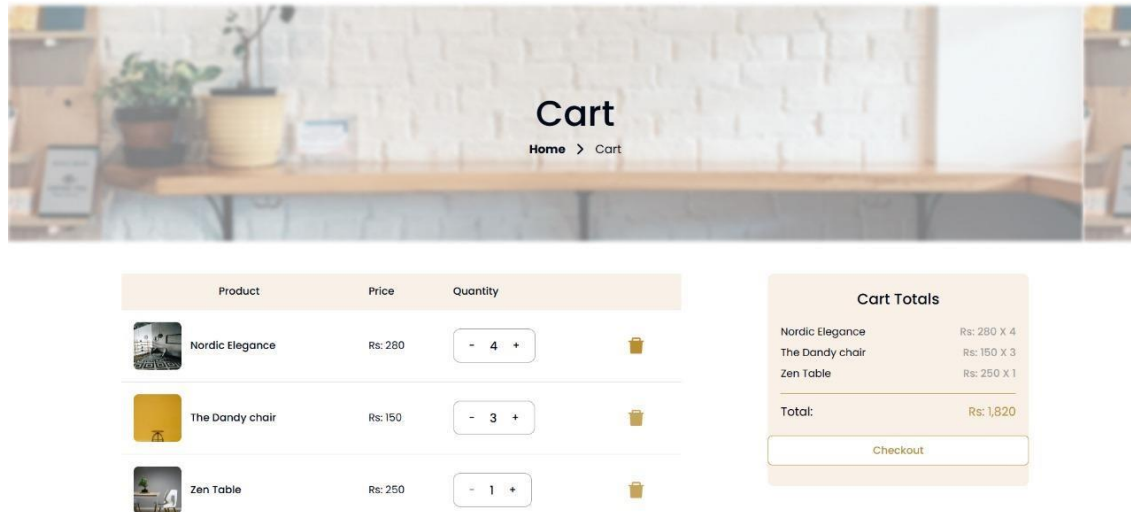 Cart
Home > Cart
Product Price Quantity
Nordic Elegance Rs: 280 - 4 +
The Dandy chair Rs: 150 - 3 +
Zen Table Rs: 250 - 1 +
Cart Totals
Nordic Elegance Rs: 280 X 4
The Dandy chair Rs: 150 X 3
Zen Table Rs: 250 X 1
Total: Rs: 1,820
Checkout